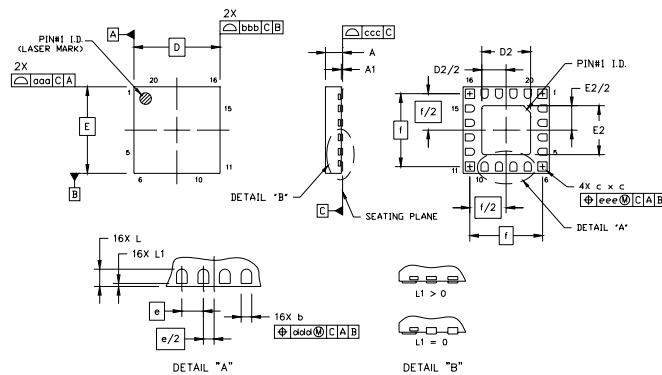 2X
⌓ bbb C B
A
D
PIN#1 I.D.
(LASER MARK)
2X
⌓ aaa C A
20
16
1
15
E
5
11
6
10
B
⌓ ccc C
A
A1
DETAIL "B"
C
SEATING PLANE
D2
D2/2
PIN#1 I.D.
16
20
1
15
E2/2
f/2
f
E2
5
11
10
6
4X c x c
⌖ eee Ⓜ C A B
f/2
f
DETAIL "A"
16X L
16X L1
e
e/2
16X b
⌖ ddd Ⓜ C A B
DETAIL "A"
L1 > 0
L1 = 0
DETAIL "B"